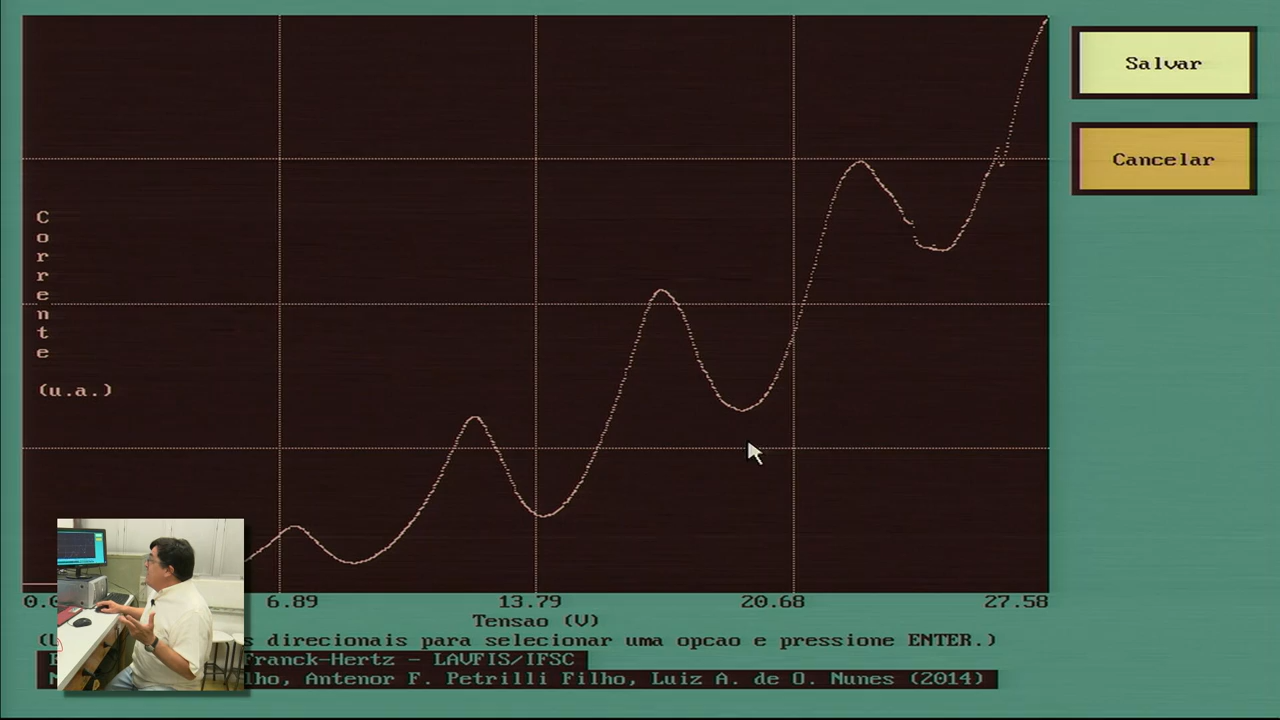 Salvar
Cancelar
Corrente
(u.a.)
6.89 13.79 20.68 27.58
Tensao (V)
direcionais para selecionar uma opcao e pressione ENTER.)
Franck-Hertz - LAVFIS/IFSC
Antenor F. Petrilli Filho, Luiz A. de O. Nunes (2014)